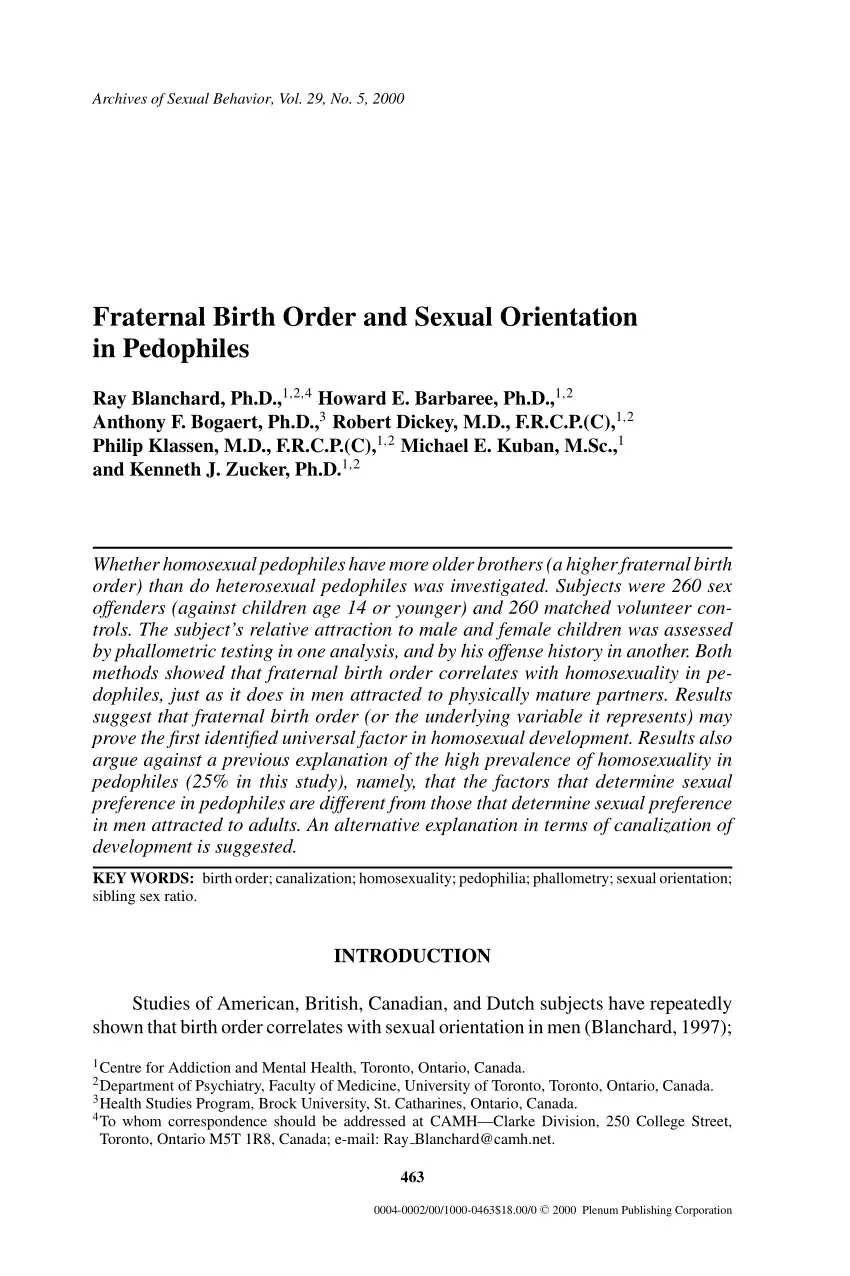 Archives of Sexual Behavior, Vol. 29, No. 5, 2000
Fraternal Birth Order and Sexual Orientation
in Pedophiles
Ray Blanchard, Ph.D.,1,2,4 Howard E. Barbaree, Ph.D.,1,2
Anthony F. Bogaert, Ph.D.,3 Robert Dickey, M.D., F.R.C.P.(C),1,2
Philip Klassen, M.D., F.R.C.P.(C),1,2 Michael E. Kuban, M.Sc.,1
and Kenneth J. Zucker, Ph.D.1,2
Whether homosexual pedophiles have more older brothers (a higher fraternal birth
order) than do heterosexual pedophiles was investigated. Subjects were 260 sex
offenders (against children age 14 or younger) and 260 matched volunteer con-
trols. The subject's relative attraction to male and female children was assessed
by phallometric testing in one analysis, and by his offense history in another. Both
methods showed that fraternal birth order correlates with homosexuality in pe-
dophiles, just as it does in men attracted to physically mature partners. Results
suggest that fraternal birth order (or the underlying variable it represents) may
prove the first identified universal factor in homosexual development. Results also
argue against a previous explanation of the high prevalence of homosexuality in
pedophiles (25% in this study), namely, that the factors that determine sexual
preference in pedophiles are different from those that determine sexual preference
in men attracted to adults. An alternative explanation in terms of canalization of
development is suggested.
KEY WORDS: birth order; canalization; homosexuality; pedophilia; phallometry; sexual orientation;
sibling sex ratio.
INTRODUCTION
Studies of American, British, Canadian, and Dutch subjects have repeatedly
shown that birth order correlates with sexual orientation in men (Blanchard, 1997);
1Centre for Addiction and Mental Health, Toronto, Ontario, Canada.
2Department of Psychiatry, Faculty of Medicine, University of Toronto, Toronto, Ontario, Canada.
3Health Studies Program, Brock University, St. Catharines, Ontario, Canada.
4To whom correspondence should be addressed at CAMH—Clarke Division, 250 College Street,
Toronto, Ontario M5T 1R8, Canada; e-mail: Ray_Blanchard@camh.net.
463
0004-0002/00/1000-0463$18.00/0 © 2000 Plenum Publishing Corporation